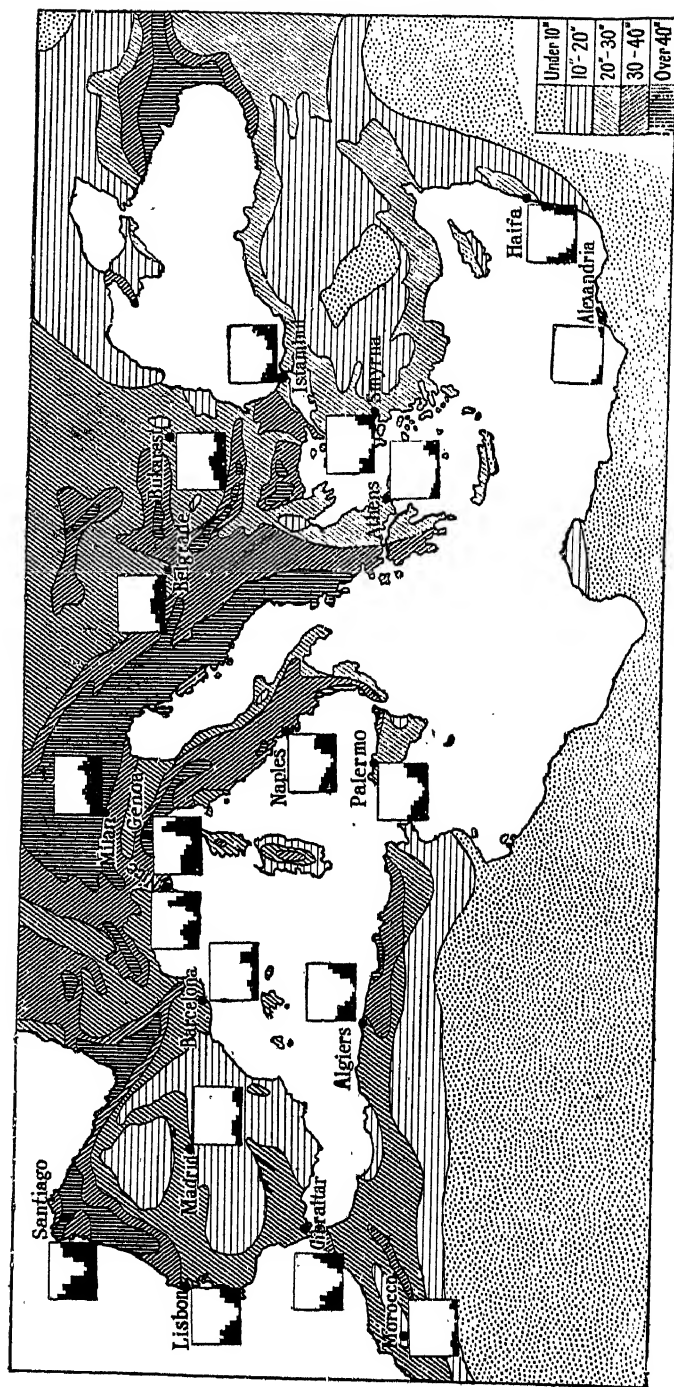 Santiago
Lisbon
Madrid
Gibraltar
Morocco
Barcelona
Algiers
Milan
Genoa
Naples
Palermo
Belgrade
Bukarest
Athens
Istanbul
Smyrna
Haifa
Alexandria
Under 10"
10"-20"
20"-30"
30-40"
Over 40"